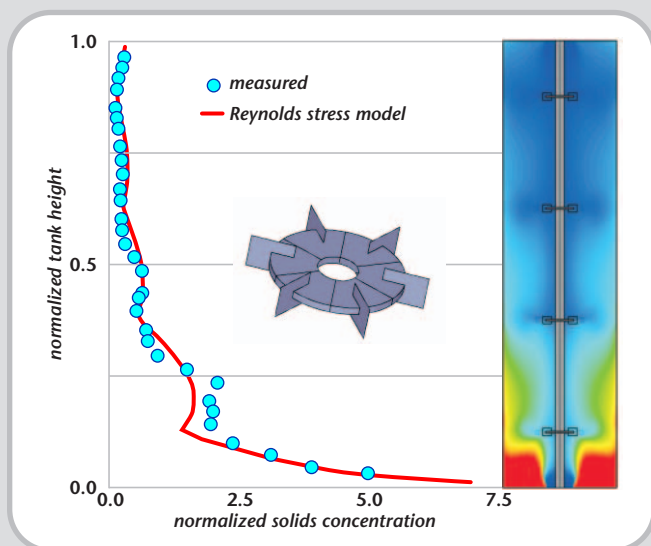 1.0
measured
Reynolds stress model
normalized tank height
0.5
0.0
0.0 2.5 5.0 7.5
normalized solids concentration